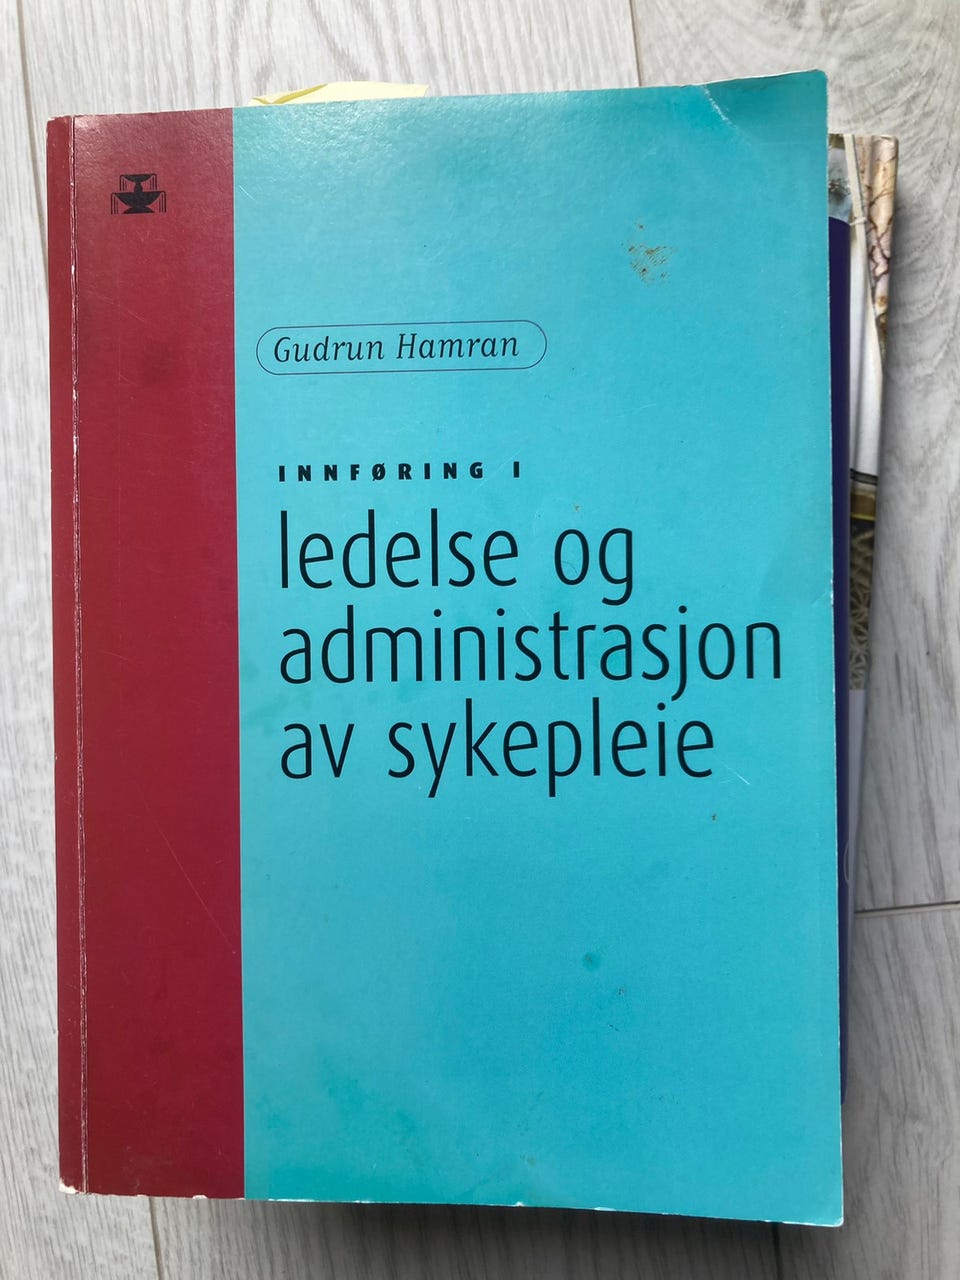 Gudrun Hamran
INNFØRING I
ledelse og
administrasjon
av sykepleie